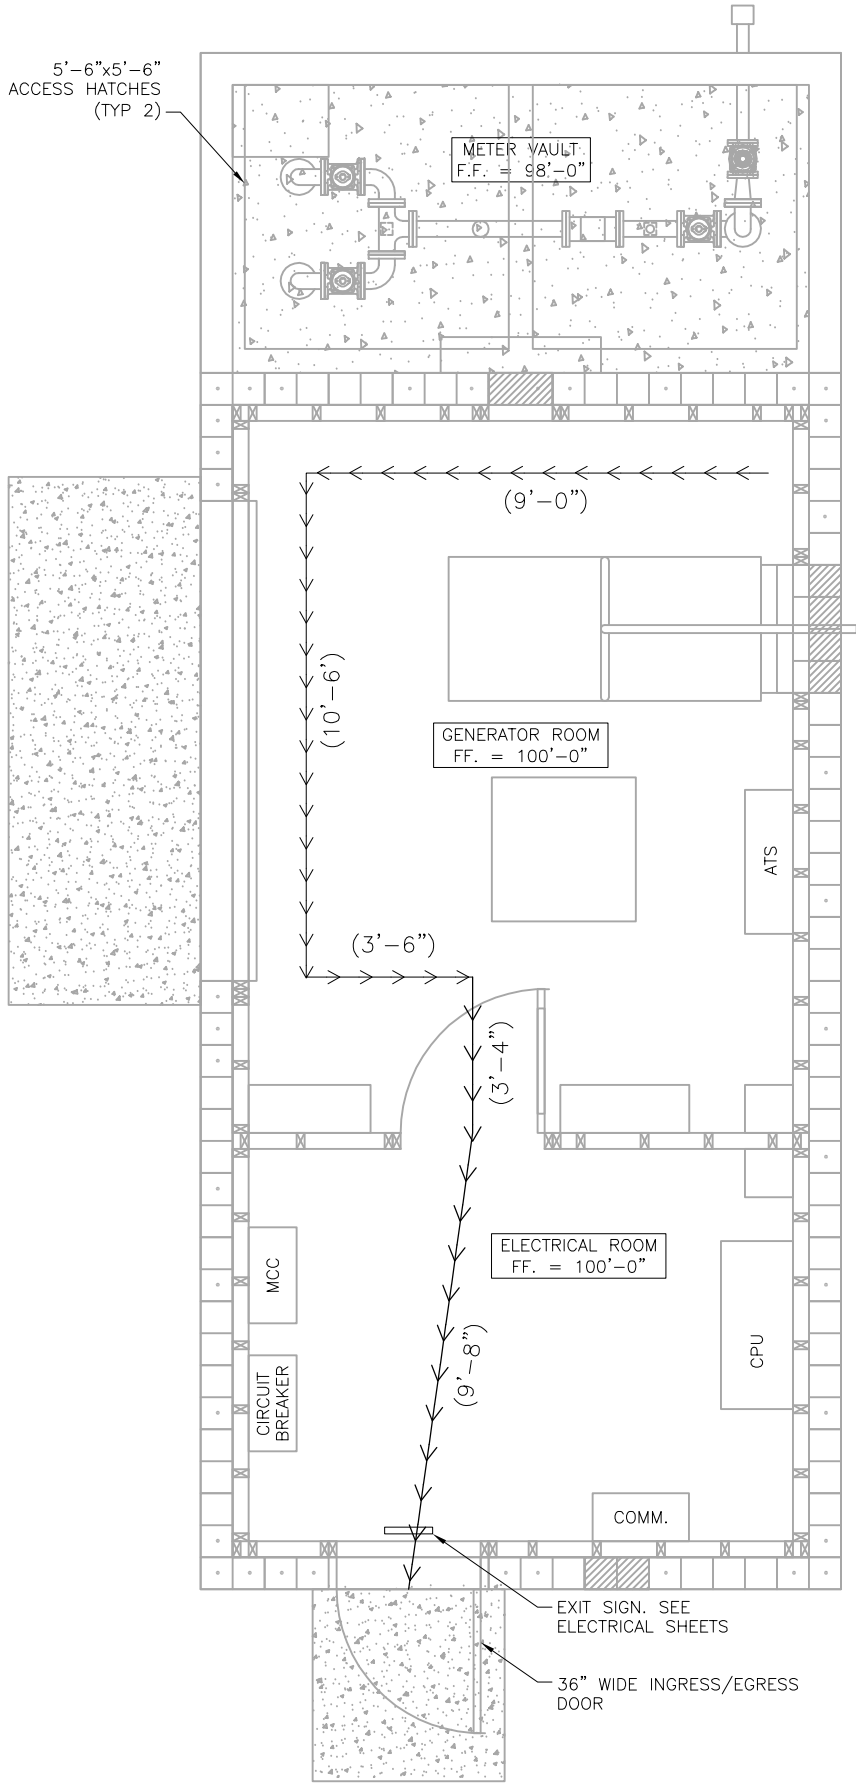 5'-6"x5'-6"
ACCESS HATCHES
(TYP 2)
METER VAULT
F.F. = 98'-0"
(9'-0")
(10'-6")
GENERATOR ROOM
FF. = 100'-0"
ATS
(3'-6")
(3'-4")
ELECTRICAL ROOM
FF. = 100'-0"
MCC
(9'-8")
CPU
CIRCUIT
BREAKER
COMM.
EXIT SIGN. SEE
ELECTRICAL SHEETS
36" WIDE INGRESS/EGRESS
DOOR